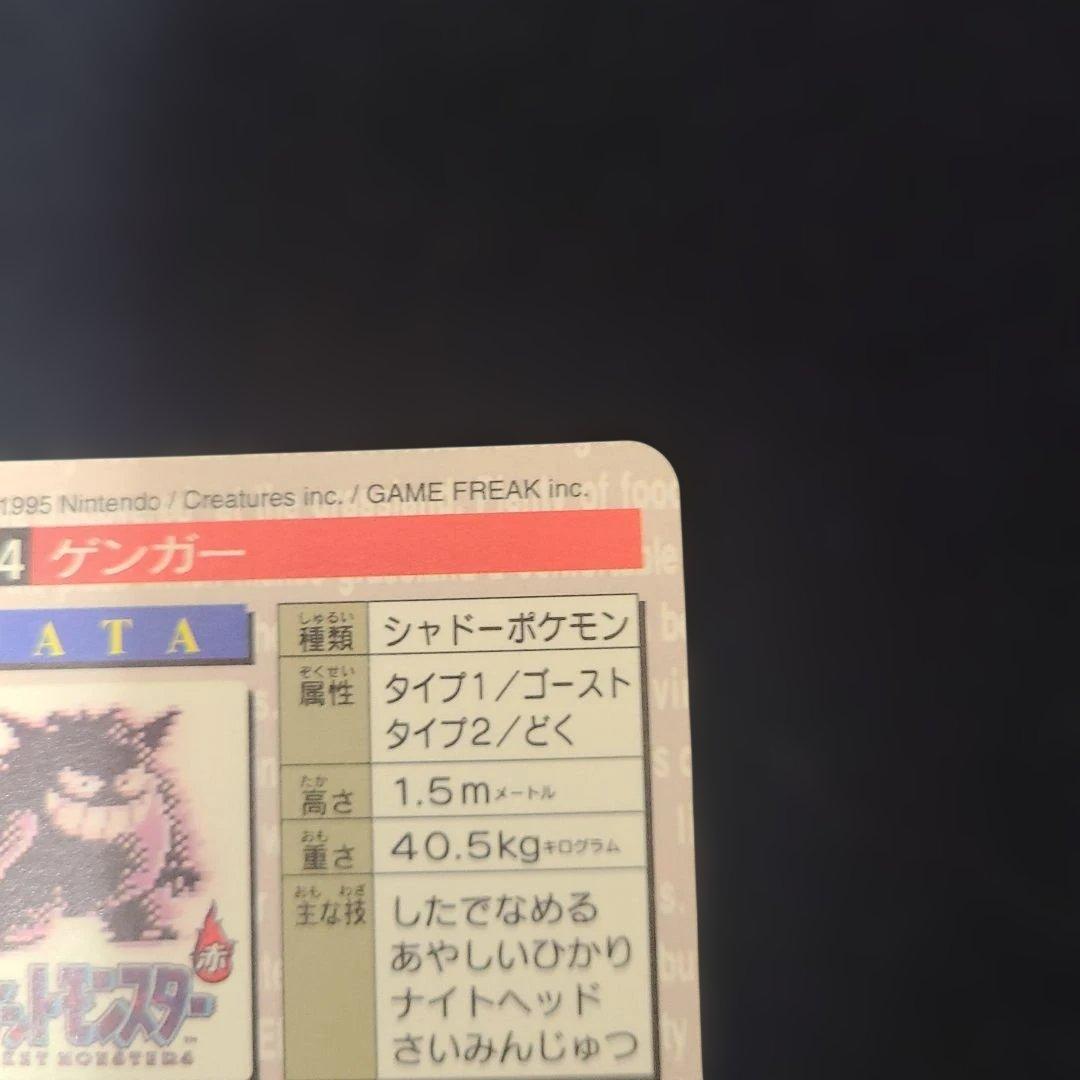 1995 Nintendo / Creatures inc. / GAME FREAK inc.
4 ゲンガー
ATA
しゅるい
種類 シャドーポケモン
ぞくせい
属性 タイプ1/ゴースト
タイプ2/どく
たか
高さ 1.5mメートル
おも
重さ 40.5kgキログラム
おも わざ
主な技 したでなめる
あやしいひかり
ナイトヘッド
さいみんじゅつ
赤
ットモンスター
KET MONSTERS